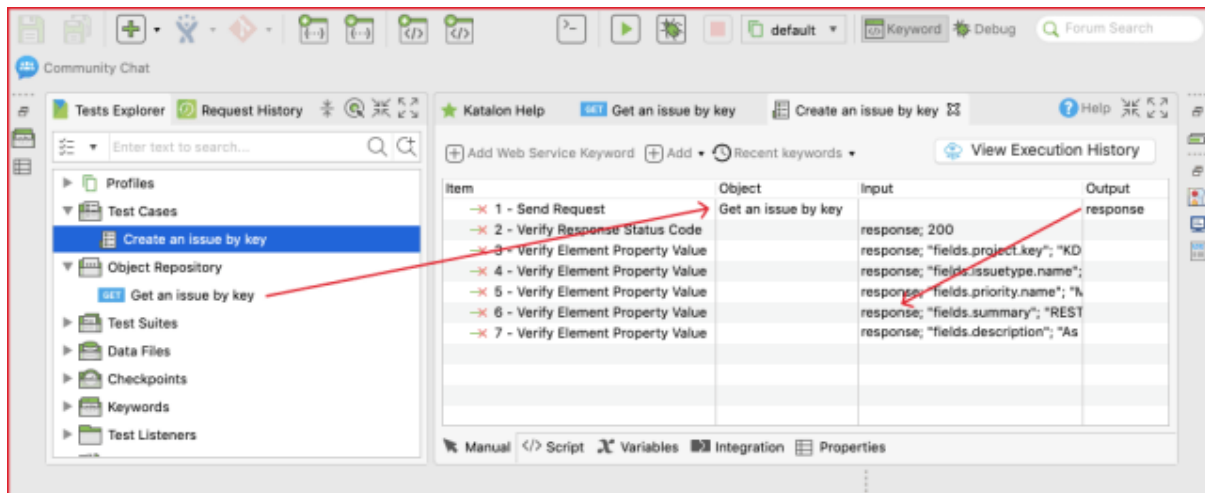 default Keyword Debug Forum Search
Community Chat
Tests Explorer Request History
Enter text to search...
Profiles
Test Cases
Create an issue by key
Object Repository
GET Get an issue by key
Test Suites
Data Files
Checkpoints
Keywords
Test Listeners
Katalon Help GET Get an issue by key Create an issue by key Help
Add Web Service Keyword Add Recent keywords View Execution History
Item Object Input Output
1 - Send Request Get an issue by key response
2 - Verify Response Status Code response; 200
3 - Verify Element Property Value response; "fields.project.key"; "KD
4 - Verify Element Property Value response; "fields.issuetype.name";
5 - Verify Element Property Value response; "fields.priority.name"; "M
6 - Verify Element Property Value response; "fields.summary"; "REST
7 - Verify Element Property Value response; "fields.description"; "As
Manual </> Script Variables Integration Properties